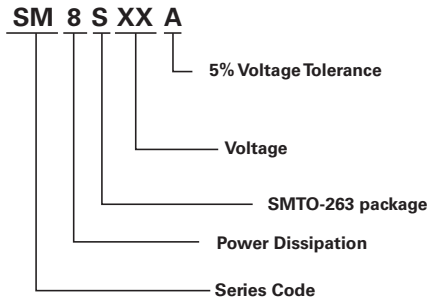 SM 8 S XX A
5% Voltage Tolerance
Voltage
SMTO-263 package
Power Dissipation
Series Code